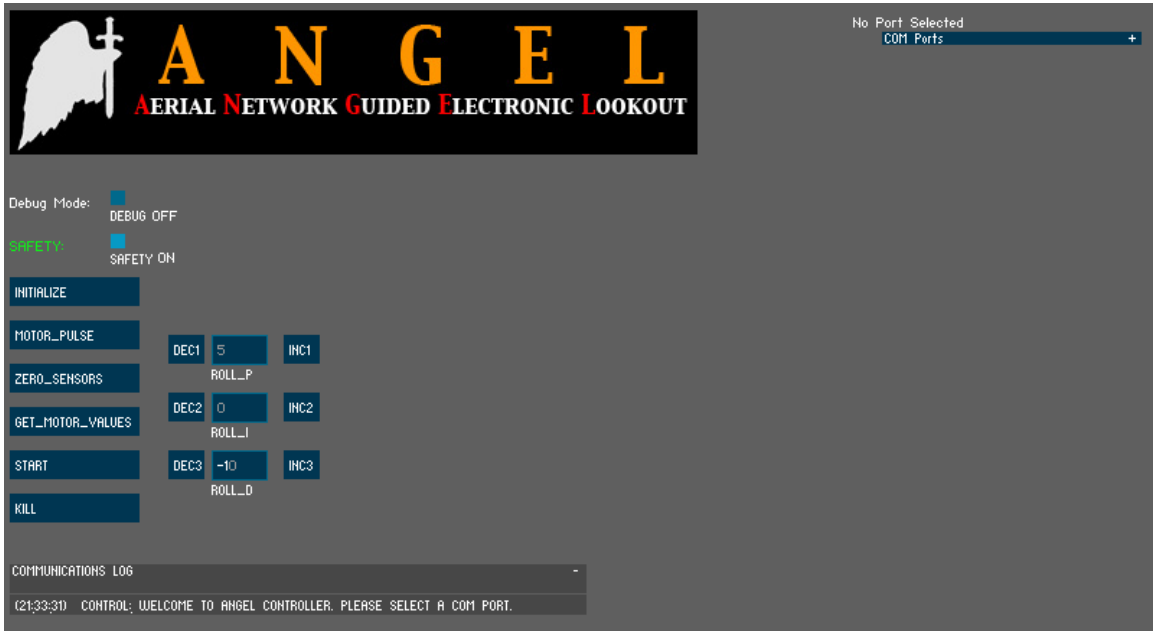 A N G E L
AERIAL NETWORK GUIDED ELECTRONIC LOOKOUT
No Port Selected
COM Ports +
Debug Mode:
DEBUG OFF
SAFETY:
SAFETY ON
INITIALIZE
MOTOR_PULSE
ZERO_SENSORS
GET_MOTOR_VALUES
START
KILL
DEC1 5 INC1
ROLL_P
DEC2 0 INC2
ROLL_I
DEC3 -10 INC3
ROLL_D
COMMUNICATIONS LOG -
(21:33:31) CONTROL: WELCOME TO ANGEL CONTROLLER. PLEASE SELECT A COM PORT.